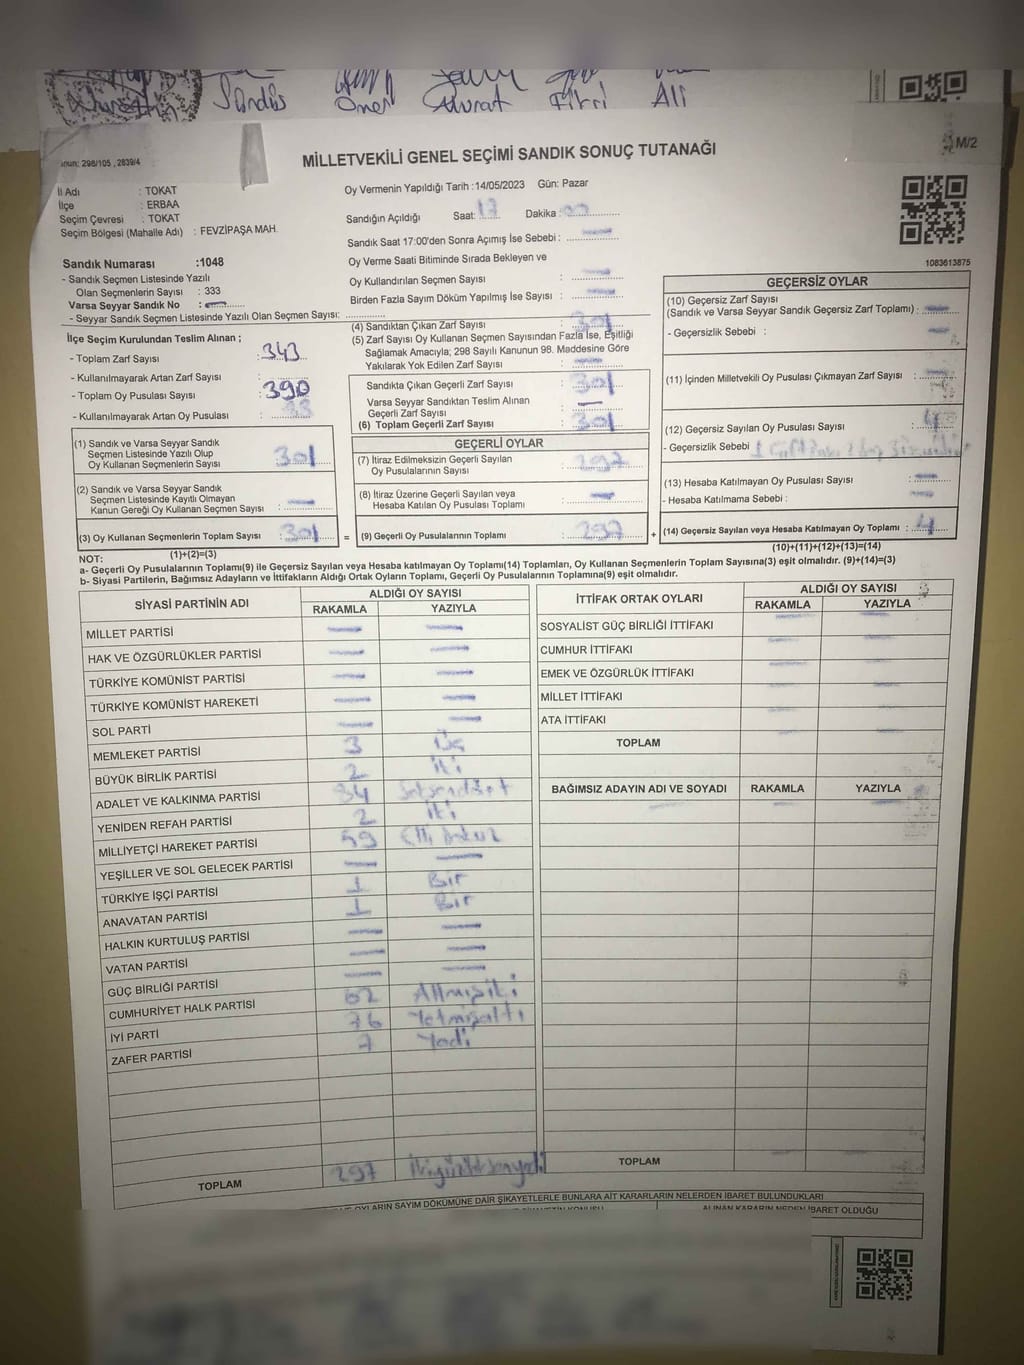 Sandıs Öner Murat Fikri Ali
Kanun: 298/105, 2839/4
MİLLETVEKİLİ GENEL SEÇİMİ SANDIK SONUÇ TUTANAĞI
M/2
İl Adı : TOKAT
İlçe : ERBAA
Seçim Çevresi : TOKAT
Seçim Bölgesi (Mahalle Adı) : FEVZİPAŞA MAH.
Oy Vermenin Yapıldığı Tarih :14/05/2023 Gün: Pazar
Sandığın Açıldığı Saat: 17 Dakika : 00
Sandık Saat 17:00'den Sonra Açımış İse Sebebi :
Oy Verme Saati Bitiminde Sırada Bekleyen ve
Oy Kullandırılan Seçmen Sayısı :
Birden Fazla Sayım Döküm Yapılmış İse Sayısı :
1083613875
Sandık Numarası :1048
- Sandık Seçmen Listesinde Yazılı
Olan Seçmenlerin Sayısı : 333
Varsa Seyyar Sandık No :
- Seyyar Sandık Seçmen Listesinde Yazılı Olan Seçmen Sayısı:
İlçe Seçim Kurulundan Teslim Alınan ;
- Toplam Zarf Sayısı : 343
- Kullanılmayarak Artan Zarf Sayısı :
- Toplam Oy Pusulası Sayısı : 390
- Kullanılmayarak Artan Oy Pusulası :
(1) Sandık ve Varsa Seyyar Sandık
Seçmen Listesinde Yazılı Olup
Oy Kullanan Seçmenlerin Sayısı : 301
(2) Sandık ve Varsa Seyyar Sandık
Seçmen Listesinde Kayıtlı Olmayan
Kanun Gereği Oy Kullanan Seçmen Sayısı :
(3) Oy Kullanan Seçmenlerin Toplam Sayısı : 301 =
(1)+(2)=(3)
(4) Sandıktan Çıkan Zarf Sayısı : 301
(5) Zarf Sayısı Oy Kullanan Seçmen Sayısından Fazla İse, Eşitliği
Sağlamak Amacıyla; 298 Sayılı Kanunun 98. Maddesine Göre
Yakılarak Yok Edilen Zarf Sayısı :
Sandıkta Çıkan Geçerli Zarf Sayısı : 301
Varsa Seyyar Sandıktan Teslim Alınan
Geçerli Zarf Sayısı :
(6) Toplam Geçerli Zarf Sayısı : 301
GEÇERLİ OYLAR
(7) İtiraz Edilmeksizin Geçerli Sayılan
Oy Pusulalarının Sayısı : 297
(8) İtiraz Üzerine Geçerli Sayılan veya
Hesaba Katılan Oy Pusulaları Toplamı :
(9) Geçerli Oy Pusulalarının Toplamı : 297 +
GEÇERSİZ OYLAR
(10) Geçersiz Zarf Sayısı
(Sandık ve Varsa Seyyar Sandık Geçersiz Zarf Toplamı) :
- Geçersizlik Sebebi :
(11) İçinden Milletvekili Oy Pusulası Çıkmayan Zarf Sayısı :
(12) Geçersiz Sayılan Oy Pusulası Sayısı : 4
- Geçersizlik Sebebi
(13) Hesaba Katılmayan Oy Pusulası Sayısı :
- Hesaba Katılmama Sebebi :
(14) Geçersiz Sayılan veya Hesaba Katılmayan Oy Toplamı : 4
(10)+(11)+(12)+(13)=(14)
NOT:
a- Geçerli Oy Pusulalarının Toplamı(9) ile Geçersiz Sayılan veya Hesaba katılmayan Oy Toplamı(14) Toplamları, Oy Kullanan Seçmenlerin Toplam Sayısına(3) eşit olmalıdır. (9)+(14)=(3)
b- Siyasi Partilerin, Bağımsız Adayların ve İttifakların Aldığı Ortak Oyların Toplamı, Geçerli Oy Pusulalarının Toplamına(9) eşit olmalıdır.
SİYASİ PARTİNİN ADI ALDIĞI OY SAYISI
RAKAMLA YAZIYLA
MİLLET PARTİSİ
HAK VE ÖZGÜRLÜKLER PARTİSİ
TÜRKİYE KOMÜNİST PARTİSİ
TÜRKİYE KOMÜNİST HAREKETİ
SOL PARTİ
MEMLEKET PARTİSİ 3 Üç
BÜYÜK BİRLİK PARTİSİ 2 İki
ADALET VE KALKINMA PARTİSİ 84 Seksendört
YENİDEN REFAH PARTİSİ 2 İki
MİLLİYETÇİ HAREKET PARTİSİ 59 Elli dokuz
YEŞİLLER VE SOL GELECEK PARTİSİ
TÜRKİYE İŞÇİ PARTİSİ 1 Bir
ANAVATAN PARTİSİ 1 Bir
HALKIN KURTULUŞ PARTİSİ
VATAN PARTİSİ
GÜÇ BİRLİĞİ PARTİSİ
CUMHURİYET HALK PARTİSİ 62 Altmışiki
İYİ PARTİ 76 Yetmişaltı
ZAFER PARTİSİ 7 Yedi
TOPLAM 297 İkiyüzdoksanyedi
İTTİFAK ORTAK OYLARI ALDIĞI OY SAYISI
RAKAMLA YAZIYLA
SOSYALİST GÜÇ BİRLİĞİ İTTİFAKI
CUMHUR İTTİFAKI
EMEK VE ÖZGÜRLÜK İTTİFAKI
MİLLET İTTİFAKI
ATA İTTİFAKI
TOPLAM
BAĞIMSIZ ADAYIN ADI VE SOYADI RAKAMLA YAZIYLA
TOPLAM
OYLARIN SAYIM DÖKÜMÜNE DAİR ŞİKAYETLERLE BUNLARA AİT KARARLARIN NELERDEN İBARET BULUNDUKLARI
ALINAN KARARIN NEDEN İBARET OLDUĞU